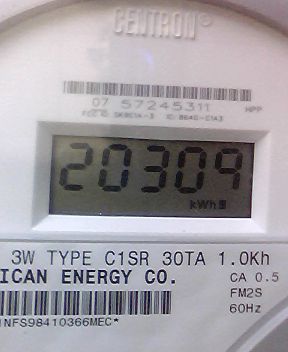 CENTRON®
07 57245311 HPP
20309
kWh
3W TYPE C1SR 30TA 1.0Kh
ICAN ENERGY CO. CA 0.5
FM2S
NFS98410366MEC* 60Hz